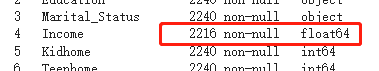 2 Education 2240 non-null object
3 Marital_Status 2240 non-null object
4 Income 2216 non-null float64
5 Kidhome 2240 non-null int64
6 Teenhome 2240 non-null int64